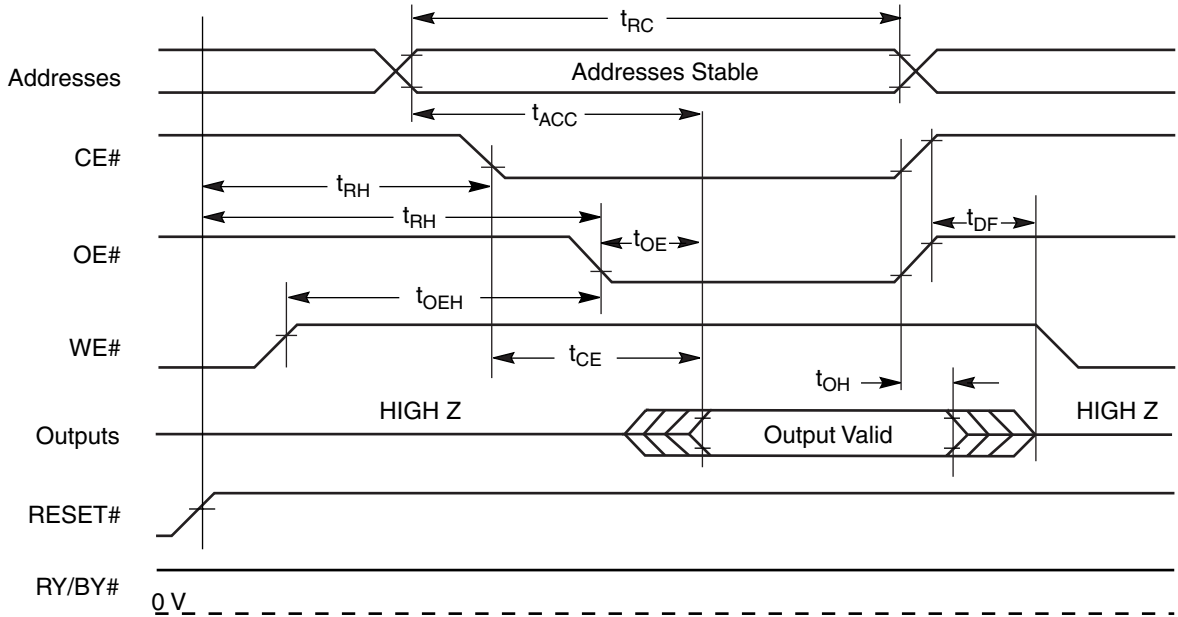 tRC
Addresses
Addresses Stable
tACC
CE#
tRH
tRH
OE#
tOE
tDF
tOEH
WE#
tCE
tOH
HIGH Z
HIGH Z
Outputs
Output Valid
RESET#
RY/BY#
0 V